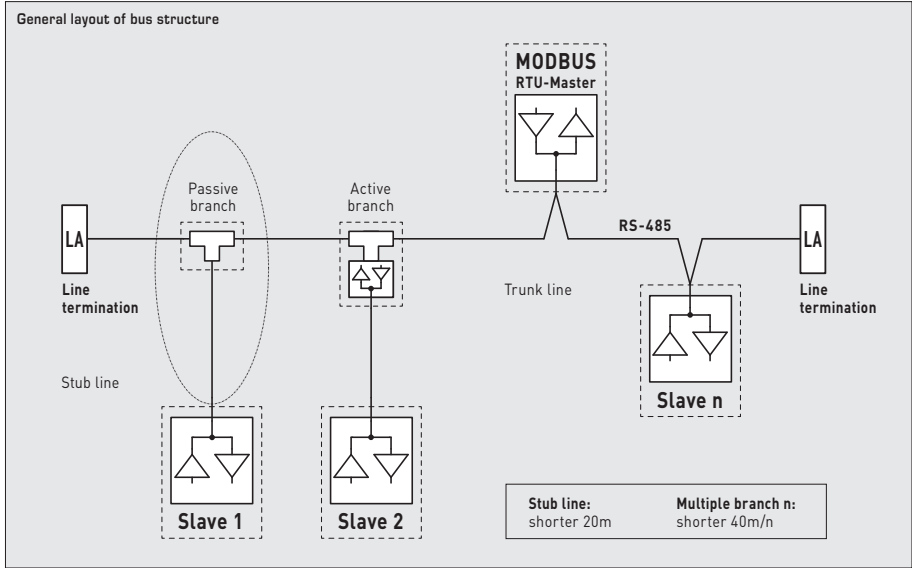 General layout of bus structure
MODBUS
RTU-Master
Passive
branch
Active
branch
LA
RS-485
LA
Line
termination
Trunk line
Line
termination
Stub line
Slave n
Slave 1
Slave 2
Stub line:
shorter 20m
Multiple branch n:
shorter 40m/n